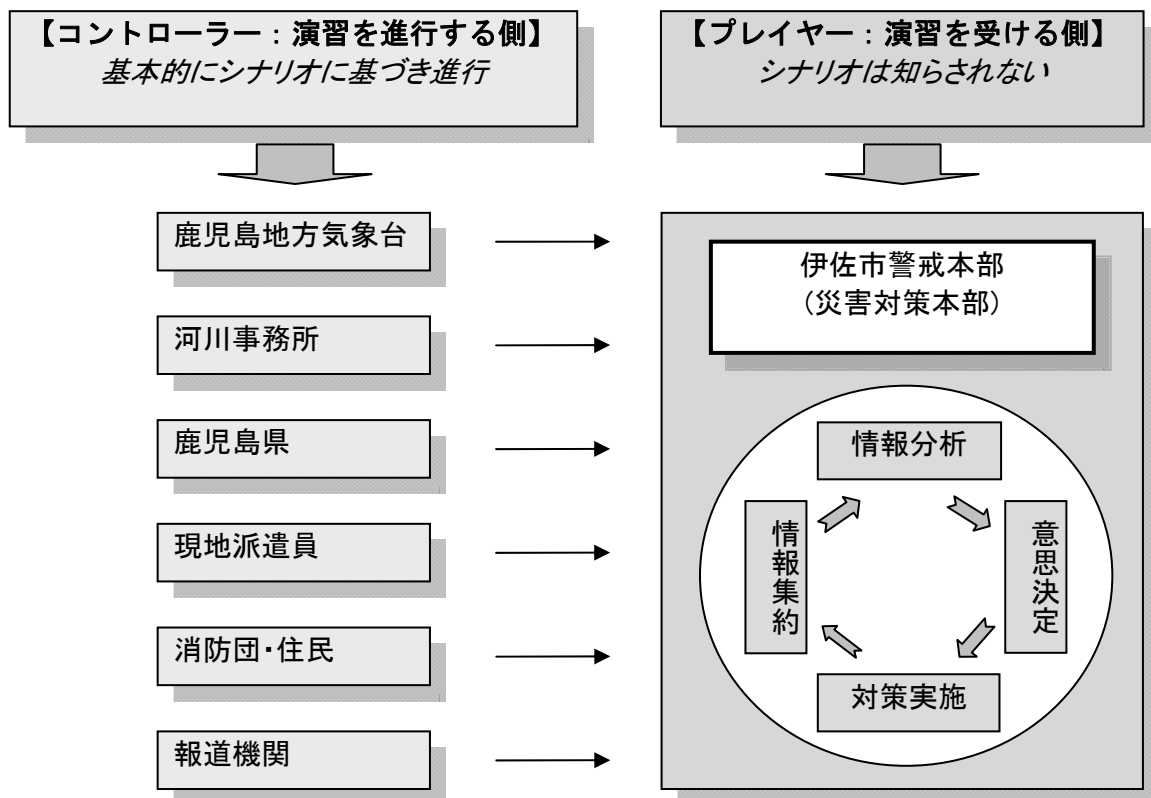 【コントローラー：演習を進行する側】
基本的にシナリオに基づき進行
【プレイヤー：演習を受ける側】
シナリオは知らされない
鹿児島地方気象台
河川事務所
鹿児島県
現地派遣員
消防団・住民
報道機関
伊佐市警戒本部
（災害対策本部）
情報分析
意思決定
対策実施
情報集約